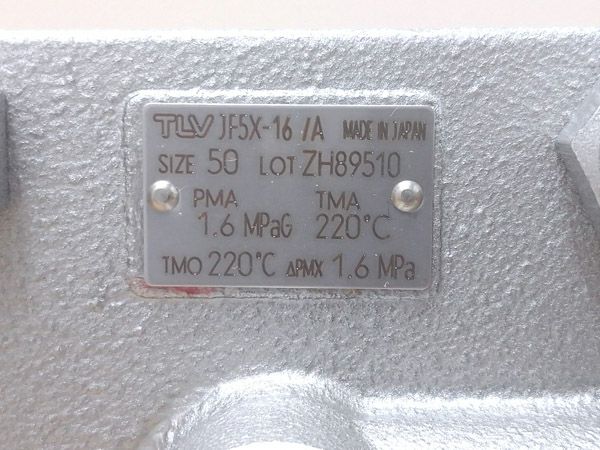 TLV JF5X-16 /A MADE IN JAPAN
SIZE 50 LOT ZH89510
PMA TMA
1.6 MPaG 220°C
TMO 220°C ΔPMX 1.6 MPa